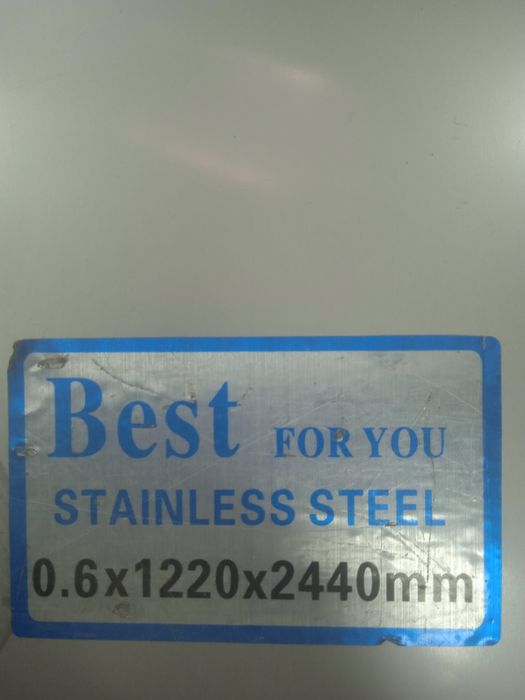 Best FOR YOU
STAINLESS STEEL
0.6x1220x2440mm